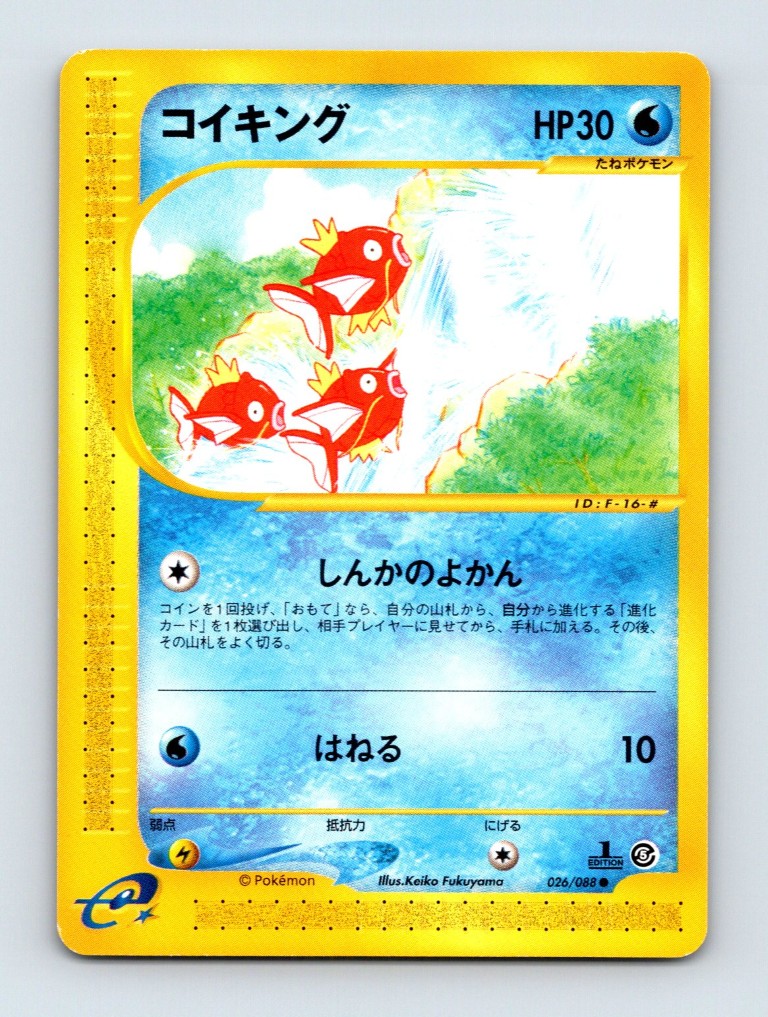 コイキング
HP30
たねポケモン
ID:F-16-#
しんかのよかん
コインを1回投げ、「おもて」なら、自分の山札から、自分から進化する「進化
カード」を1枚選び出し、相手プレイヤーに見せてから、手札に加える。その後、
その山札をよく切る。
はねる 10
弱点 抵抗力 にげる
1
EDITION
© Pokémon Illus.Keiko Fukuyama 026/088 ●
e